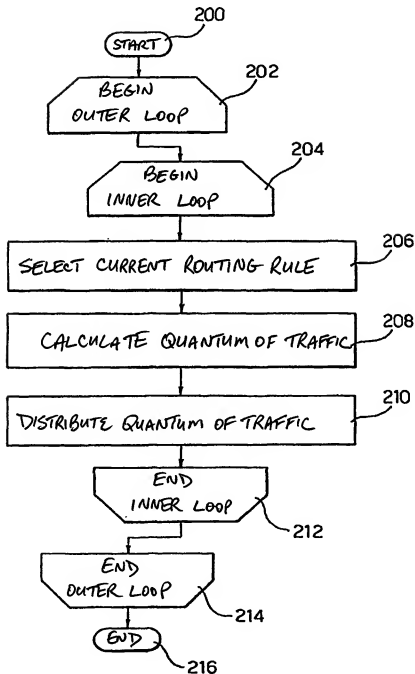 200
START
202
BEGIN
OUTER LOOP
204
BEGIN
INNER LOOP
206
SELECT CURRENT ROUTING RULE
208
CALCULATE QUANTUM OF TRAFFIC
210
DISTRIBUTE QUANTUM OF TRAFFIC
END
INNER LOOP
212
END
OUTER LOOP
214
END
216